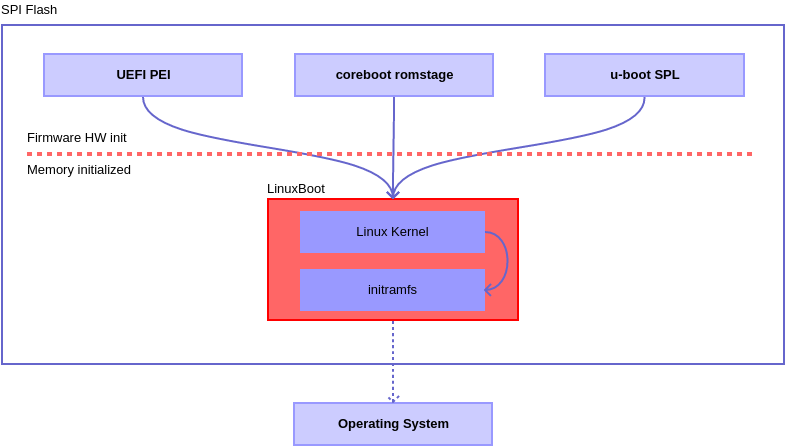 SPI Flash
UEFI PEI
coreboot romstage
u-boot SPL
Firmware HW init
Memory initialized
LinuxBoot
Linux Kernel
initramfs
Operating System